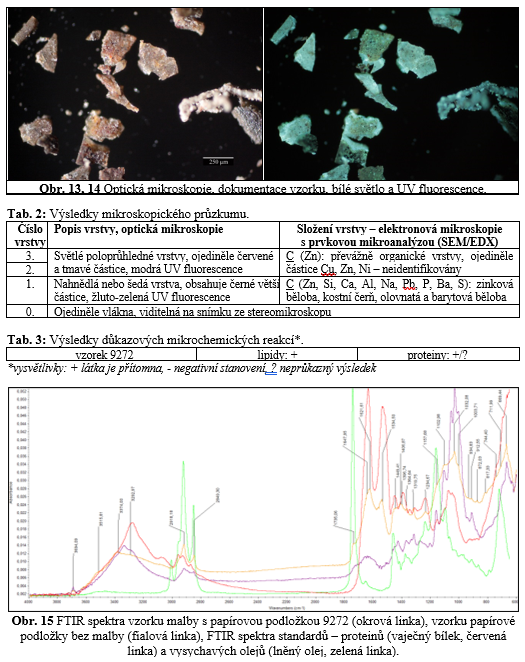 250 µm
Obr. 13, 14 Optická mikroskopie, dokumentace vzorku, bílé světlo a UV fluorescence.
Tab. 2: Výsledky mikroskopického průzkumu.
Číslo vrstvy Popis vrstvy, optická mikroskopie Složení vrstvy – elektronová mikroskopie s prvkovou mikroanalýzou (SEM/EDX)
3. Světlé poloprůhledné vrstvy, ojediněle červené C (Zn): převážně organické vrstvy, ojediněle
2. a tmavé částice, modrá UV fluorescence částice Cu, Zn, Ni – neidentifikovány
1. Nahnědlá nebo šedá vrstva, obsahuje černé větší C (Zn, Si, Ca, Al, Na, Pb, P, Ba, S): zinková
částice, žluto-zelená UV fluorescence běloba, kostní čerň, olovnatá a barytová běloba
0. Ojediněle vlákna, viditelná na snímku ze stereomikroskopu
Tab. 3: Výsledky důkazových mikrochemických reakcí*.
vzorek 9272 lipidy: + proteiny: +/?
*vysvětlivky: + látka je přítomna, - negativní stanovení, ? neprůkazný výsledek
Obr. 15 FTIR spektra vzorku malby s papírovou podložkou 9272 (okrová linka), vzorku papírové
podložky bez malby (fialová linka), FTIR spektra standardů – proteinů (vaječný bílek, červená
linka) a vysychavých olejů (lněný olej, zelená linka).